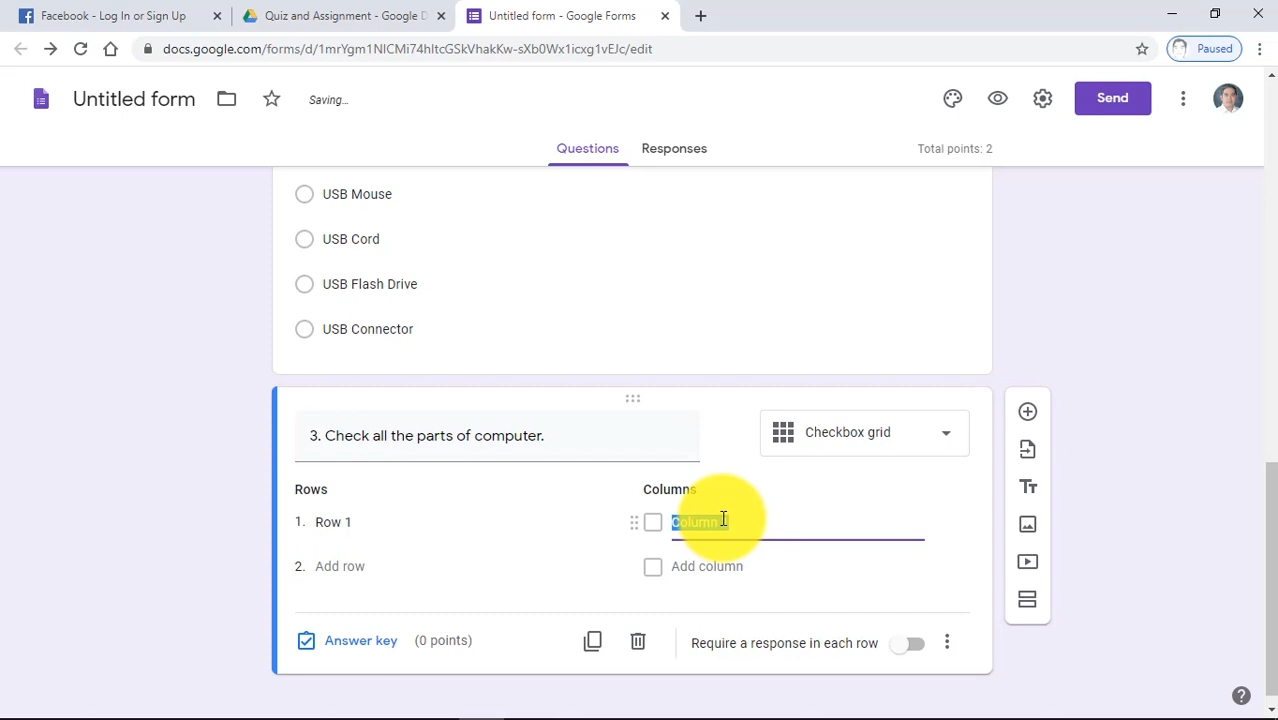 Facebook - Log In or Sign Up
Quiz and Assignment - Google D
Untitled form - Google Forms
docs.google.com/forms/d/1mrYgm1NICMi74hItcGSkVhakKw-sXb0Wx1icxg1vEJc/edit
Paused
Untitled form
Saving...
Send
Questions
Responses
Total points: 2
USB Mouse
USB Cord
USB Flash Drive
USB Connector
3. Check all the parts of computer.
Checkbox grid
Rows
Columns
1. Row 1
Column
2. Add row
Add column
Answer key (0 points)
Require a response in each row